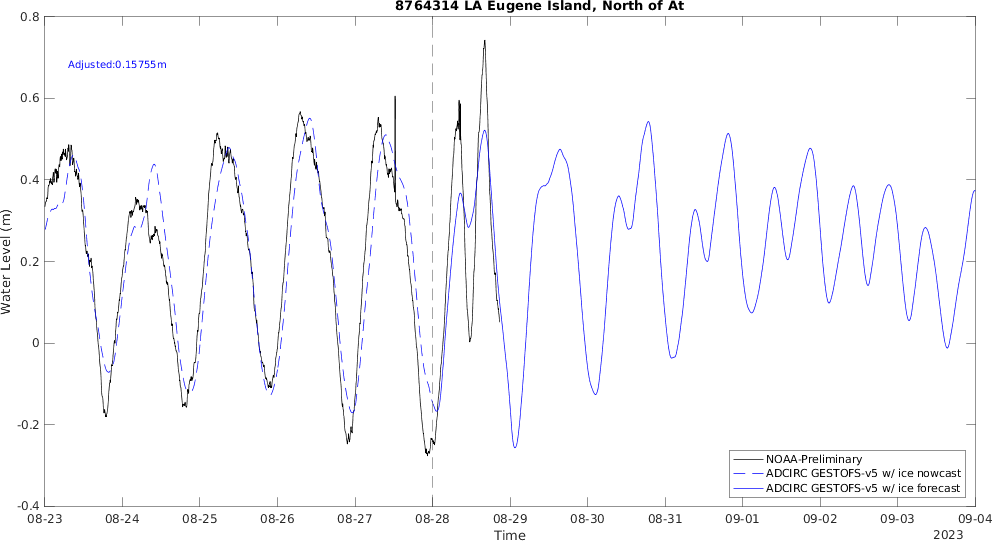 8764314 LA Eugene Island, North of At
Adjusted:0.15755m
Water Level (m)
0.8
0.6
0.4
0.2
0
-0.2
-0.4
NOAA-Preliminary
ADCIRC GESTOFS-v5 w/ ice nowcast
ADCIRC GESTOFS-v5 w/ ice forecast
08-23 08-24 08-25 08-26 08-27 08-28 08-29 08-30 08-31 09-01 09-02 09-03 09-04
Time
2023